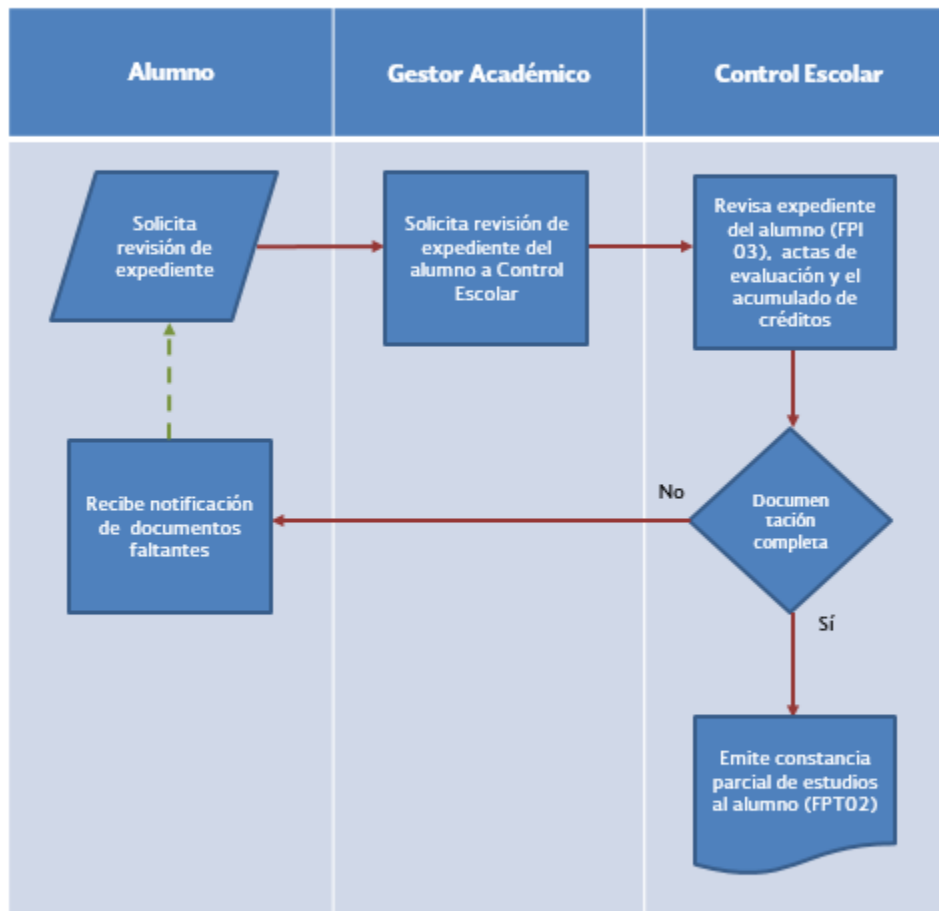 Alumno
Gestor Académico
Control Escolar
Solicita
revisión de
expediente
Solicita revisión de
expediente del
alumno a Control
Escolar
Revisa expediente
del alumno (FPI
03), actas de
evaluación y el
acumulado de
créditos
Recibe notificación
de documentos
faltantes
No
Documen
tación
completa
Sí
Emite constancia
parcial de estudios
al alumno (FPT02)